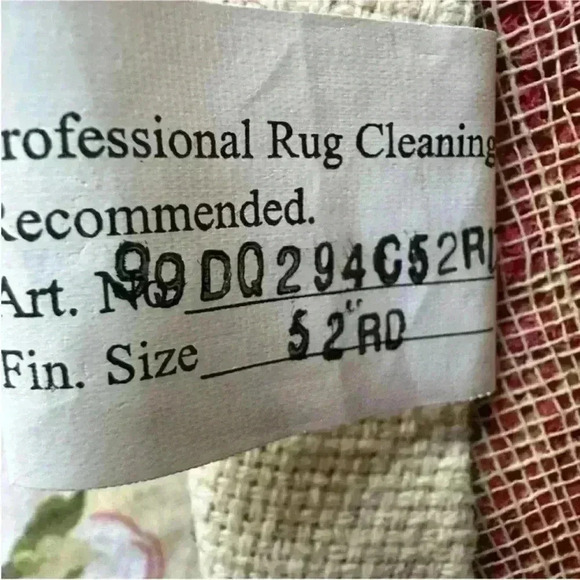 rofessional Rug Cleaning
Recommended.
Art. No 99DQ294C52RD
Fin. Size 52"RD